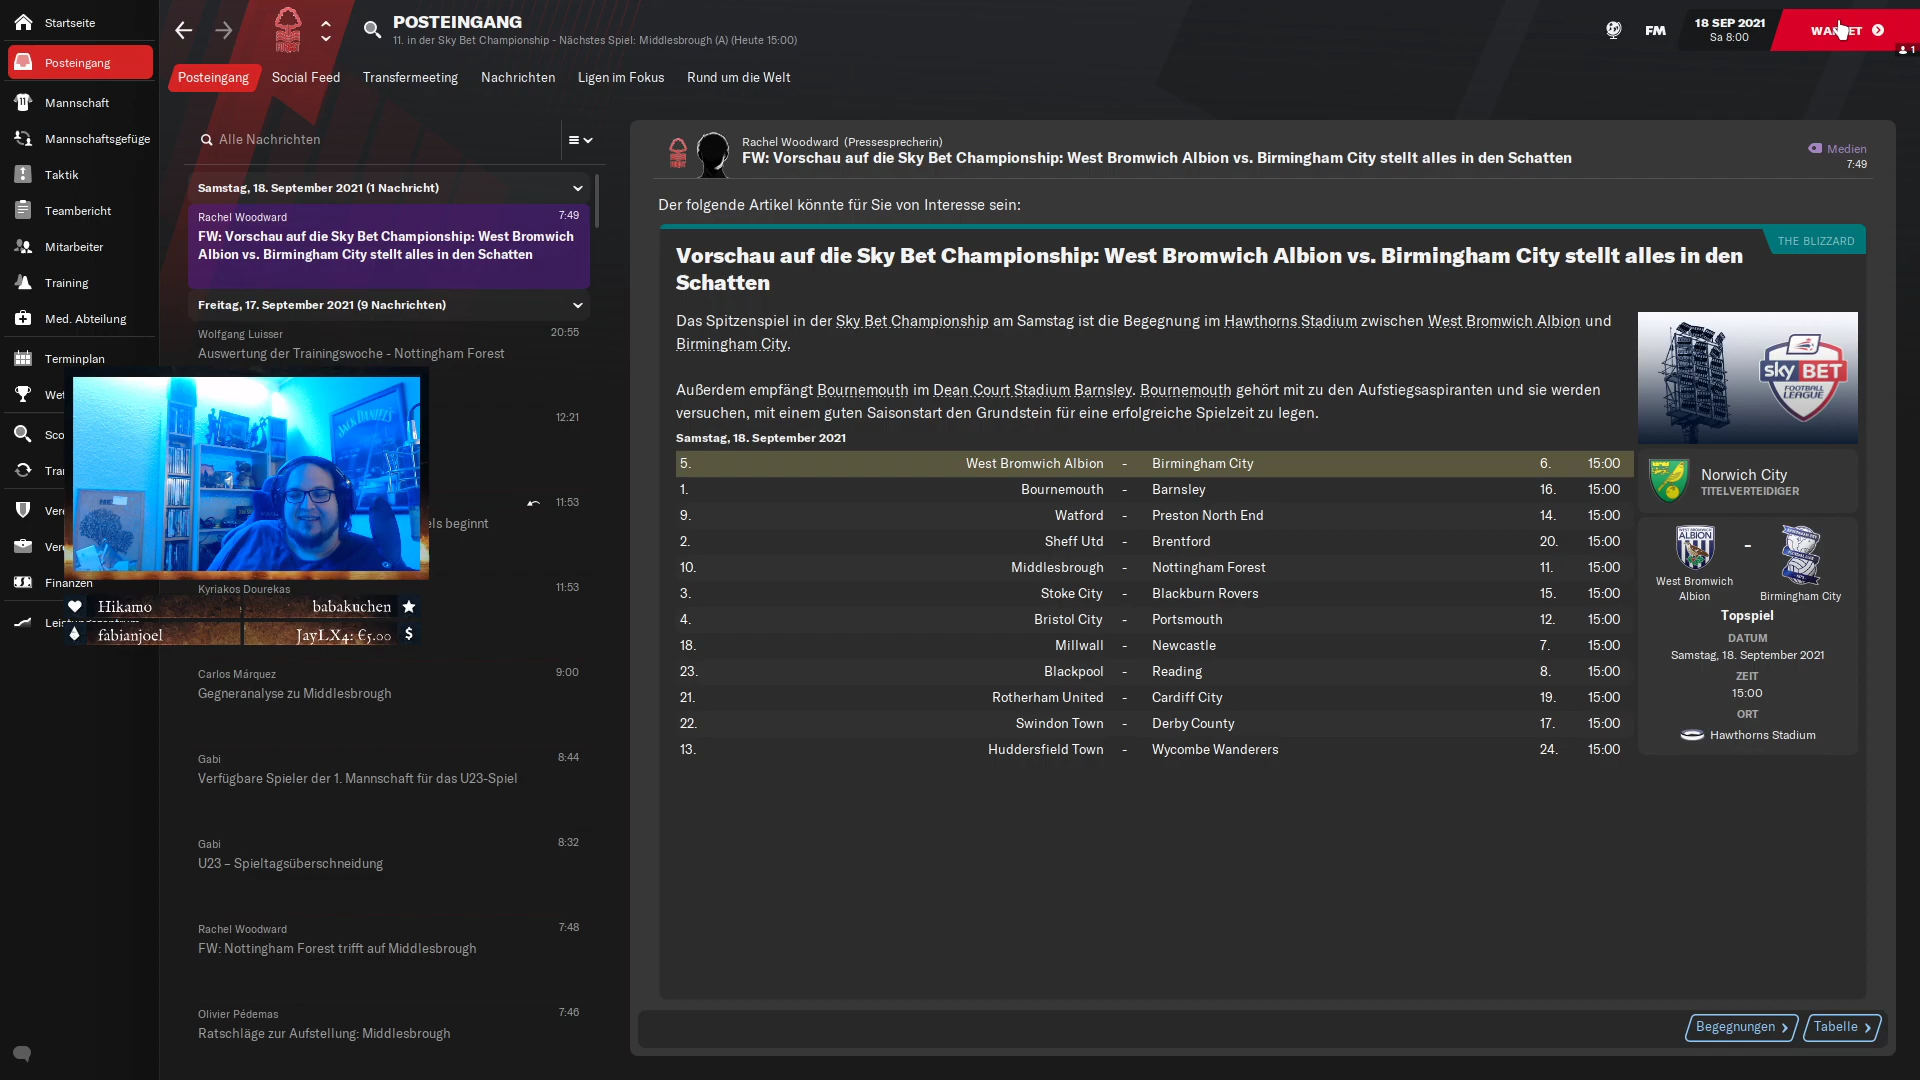 Startseite
Posteingang
Mannschaft
Mannschaftsgefüge
Taktik
Teambericht
Mitarbeiter
Training
Med. Abteilung
Terminplan
Finanzen
POSTEINGANG
11. in der Sky Bet Championship - Nächstes Spiel: Middlesbrough (A) (Heute 15:00)
FM
18 SEP 2021
Sa 8:00
1
Posteingang
Social Feed
Transfermeeting
Nachrichten
Ligen im Fokus
Rund um die Welt
Alle Nachrichten
Samstag, 18. September 2021 (1 Nachricht)
Rachel Woodward 7:49
FW: Vorschau auf die Sky Bet Championship: West Bromwich
Albion vs. Birmingham City stellt alles in den Schatten
Freitag, 17. September 2021 (9 Nachrichten)
Wolfgang Luisser 20:55
Auswertung der Trainingswoche - Nottingham Forest
12:21
11:53
els beginnt
Kyriakos Dourekas 11:53
JACK DANIEL'S
Hikamo babakuchen
fabianjoel JayLX4: €5.00
Carlos Márquez 9:00
Gegneranalyse zu Middlesbrough
Gabi 8:44
Verfügbare Spieler der 1. Mannschaft für das U23-Spiel
Gabi 8:32
U23 – Spieltagsüberschneidung
Rachel Woodward 7:48
FW: Nottingham Forest trifft auf Middlesbrough
Olivier Pédemas 7:46
Ratschläge zur Aufstellung: Middlesbrough
Rachel Woodward (Pressesprecherin)
FW: Vorschau auf die Sky Bet Championship: West Bromwich Albion vs. Birmingham City stellt alles in den Schatten
Medien
7:49
Der folgende Artikel könnte für Sie von Interesse sein:
THE BLIZZARD
Vorschau auf die Sky Bet Championship: West Bromwich Albion vs. Birmingham City stellt alles in den
Schatten
Das Spitzenspiel in der Sky Bet Championship am Samstag ist die Begegnung im Hawthorns Stadium zwischen West Bromwich Albion und
Birmingham City.
Außerdem empfängt Bournemouth im Dean Court Stadium Barnsley. Bournemouth gehört mit zu den Aufstiegsaspiranten und sie werden
versuchen, mit einem guten Saisonstart den Grundstein für eine erfolgreiche Spielzeit zu legen.
Samstag, 18. September 2021
5. West Bromwich Albion - Birmingham City 6. 15:00
1. Bournemouth - Barnsley 16. 15:00
9. Watford - Preston North End 14. 15:00
2. Sheff Utd - Brentford 20. 15:00
10. Middlesbrough - Nottingham Forest 11. 15:00
3. Stoke City - Blackburn Rovers 15. 15:00
4. Bristol City - Portsmouth 12. 15:00
18. Millwall - Newcastle 7. 15:00
23. Blackpool - Reading 8. 15:00
21. Rotherham United - Cardiff City 19. 15:00
22. Swindon Town - Derby County 17. 15:00
13. Huddersfield Town - Wycombe Wanderers 24. 15:00
sky BET
FOOTBALL
LEAGUE
Norwich City
TITELVERTEIDIGER
ALBION
-
West Bromwich
Albion
Birmingham City
Topspiel
DATUM
Samstag, 18. September 2021
ZEIT
15:00
ORT
Hawthorns Stadium
Begegnungen
Tabelle